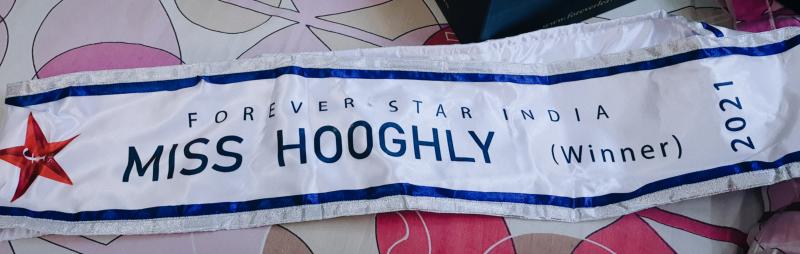 FOREVER STAR INDIA
MISS HOOGHLY (Winner)
2021